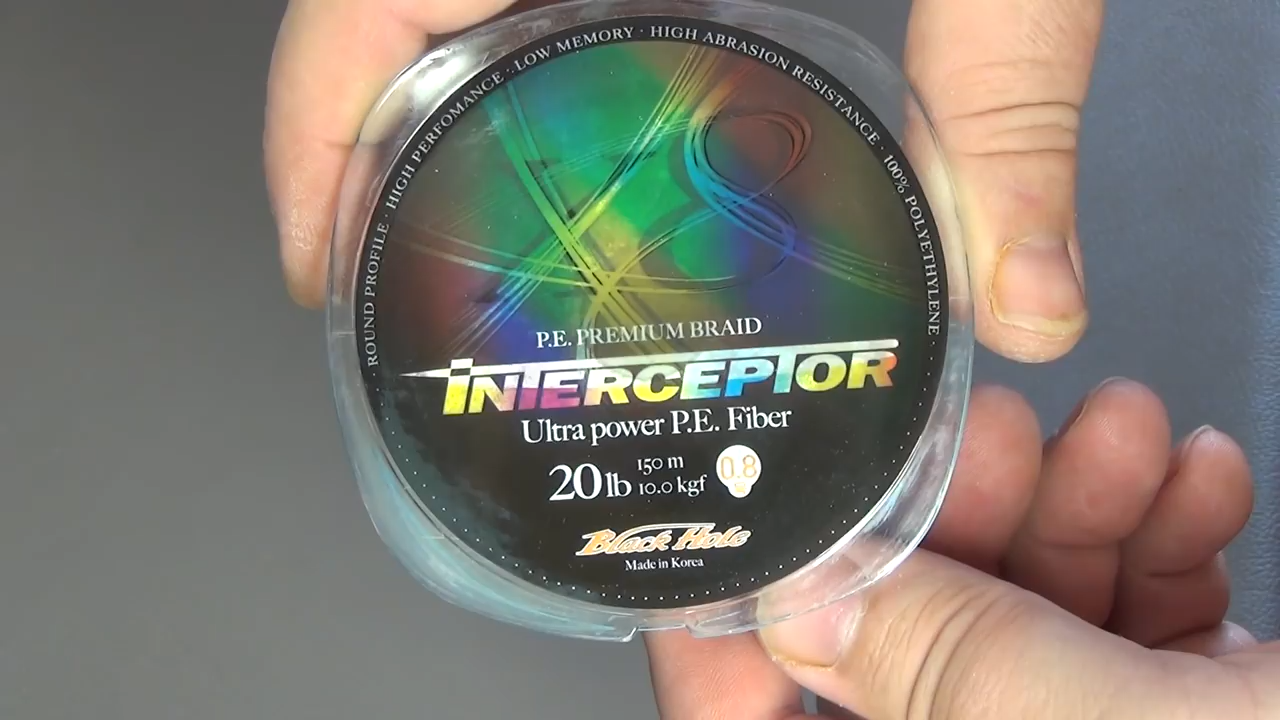 ROUND PROFILE · HIGH PERFOMANCE · LOW MEMORY · HIGH ABRASION RESISTANCE · 100% POLYETHYLENE
X8
P.E. PREMIUM BRAID
INTERCEPTOR
Ultra power P.E. Fiber
20lb 150 m 0.8
10.0 kgf
Black Hole
Made in Korea